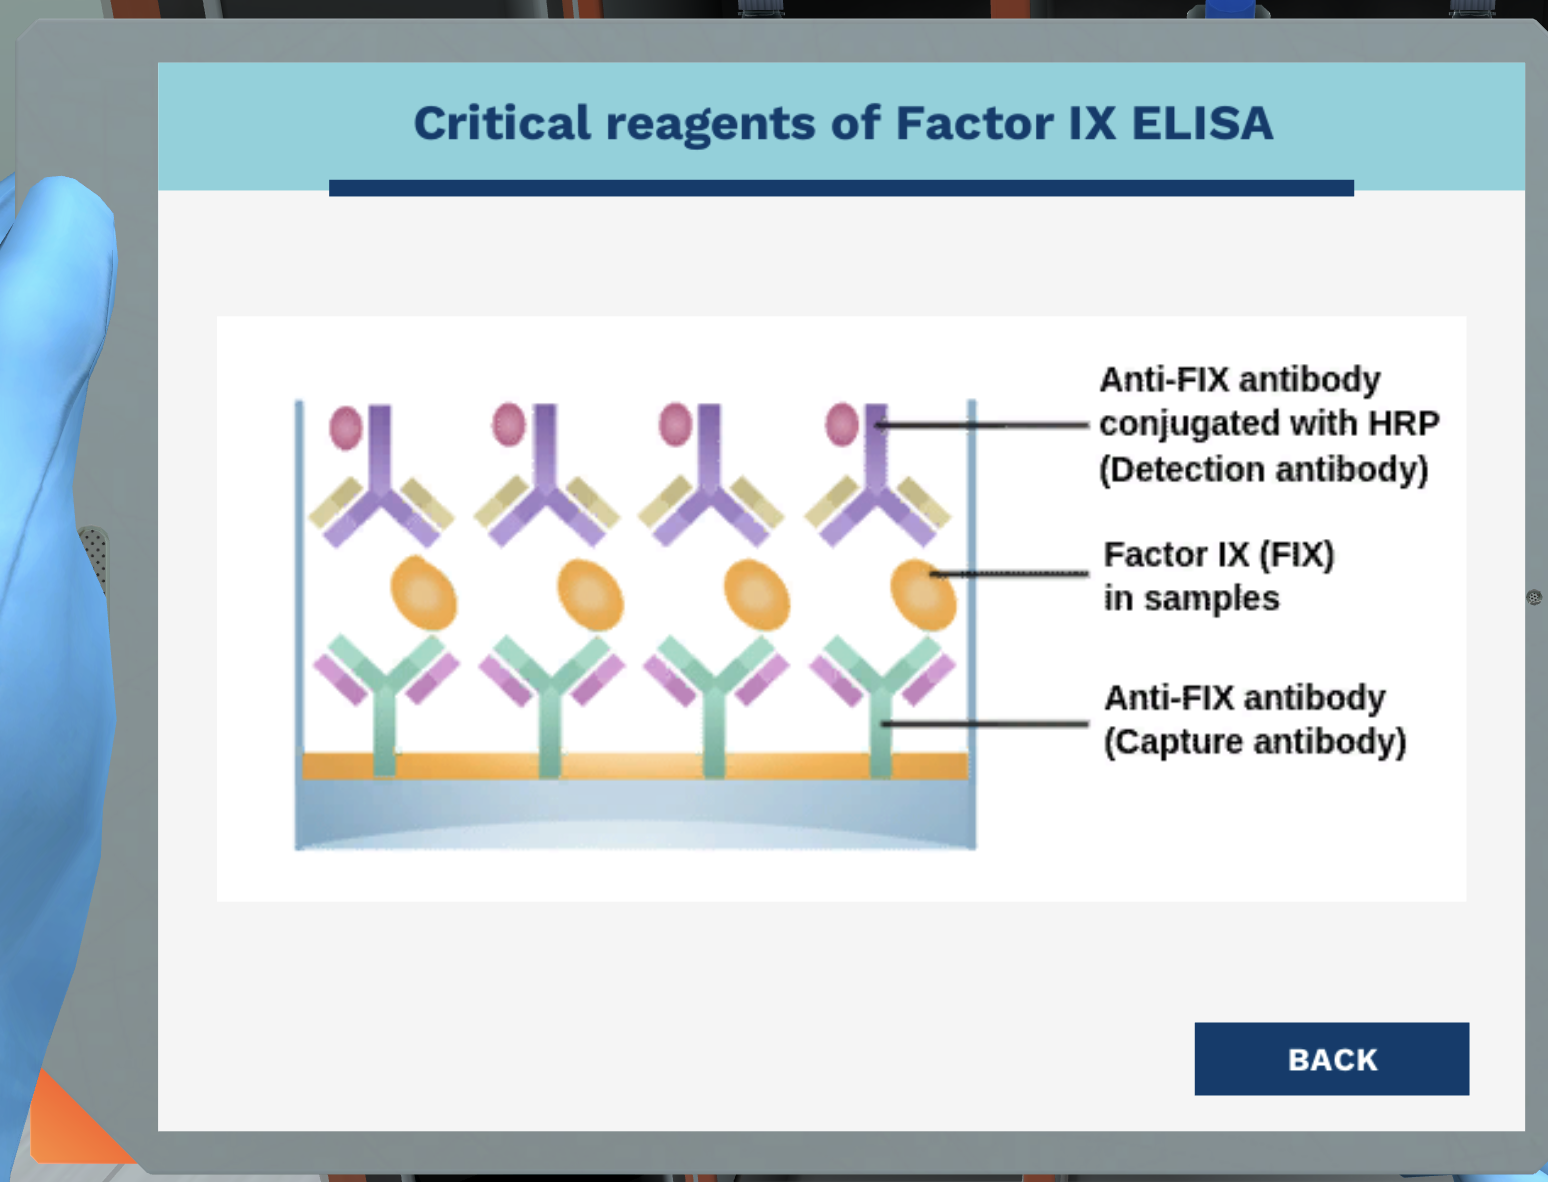 Critical reagents of Factor IX ELISA
Anti-FIX antibody
conjugated with HRP
(Detection antibody)
Factor IX (FIX)
in samples
Anti-FIX antibody
(Capture antibody)
BACK